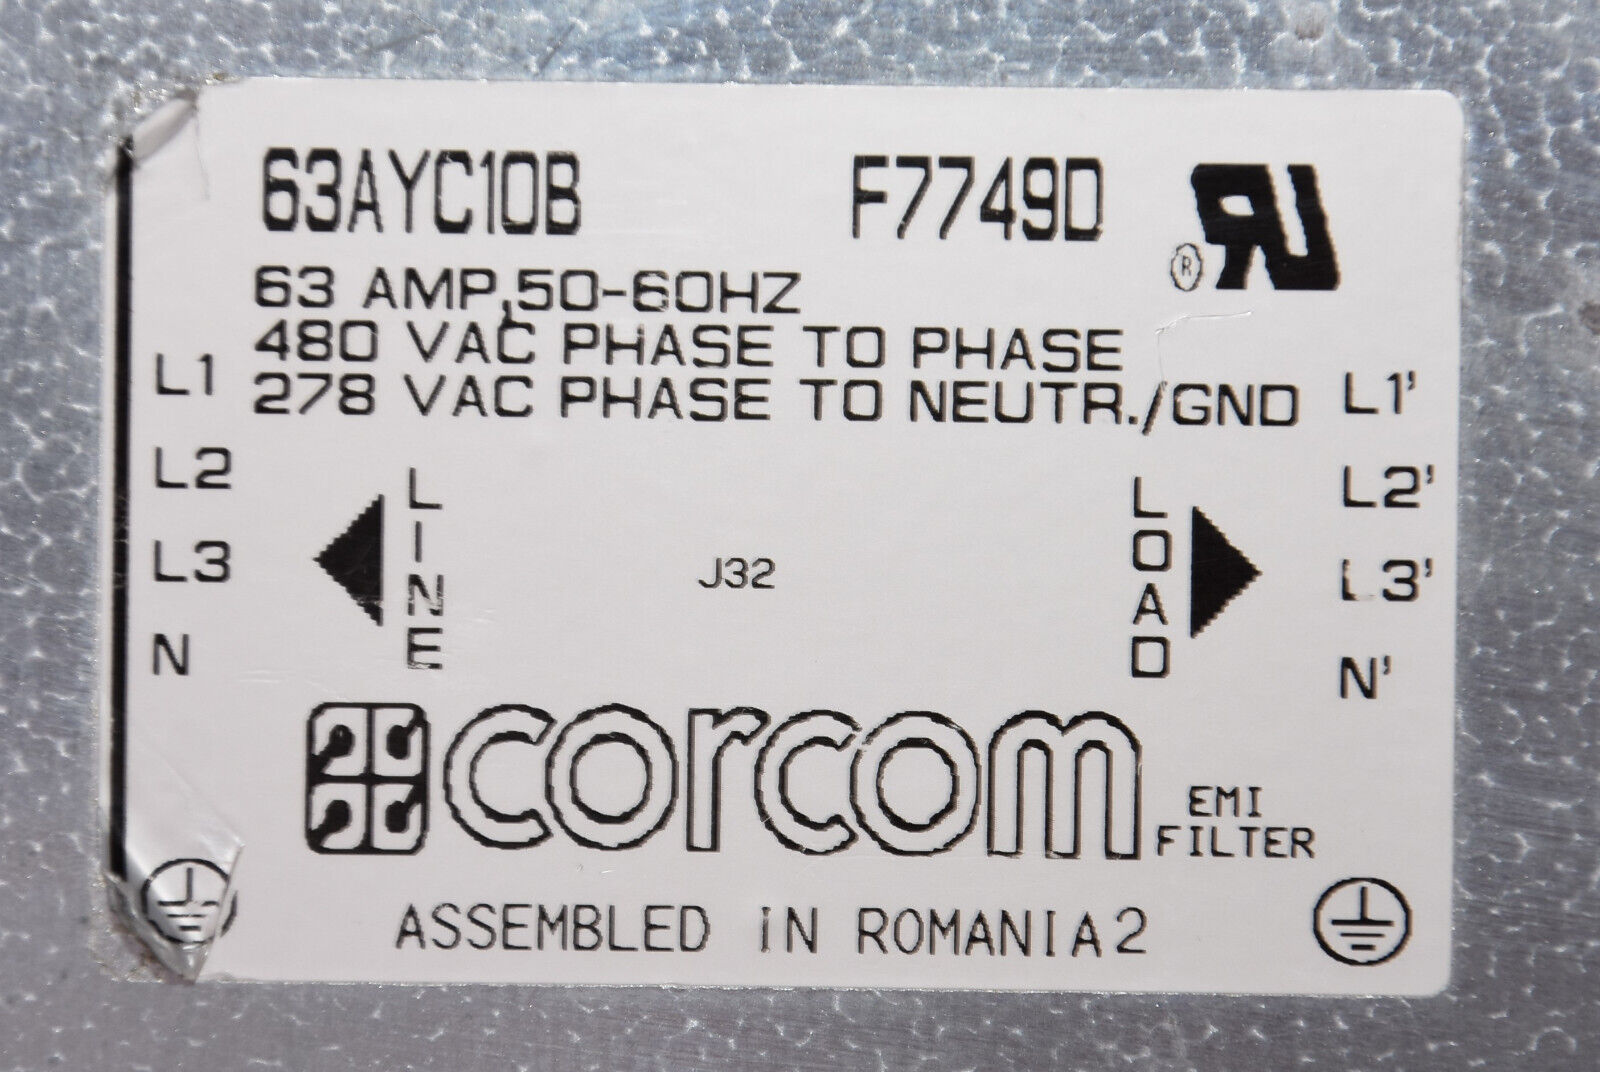 63AYC10B F7749D
RU ®
63 AMP,50-60HZ
480 VAC PHASE TO PHASE
278 VAC PHASE TO NEUTR./GND
L1 L1'
L2 L2'
L3 L3'
N N'
LINE
J32
LOAD
corcom
EMI
FILTER
ASSEMBLED IN ROMANIA2